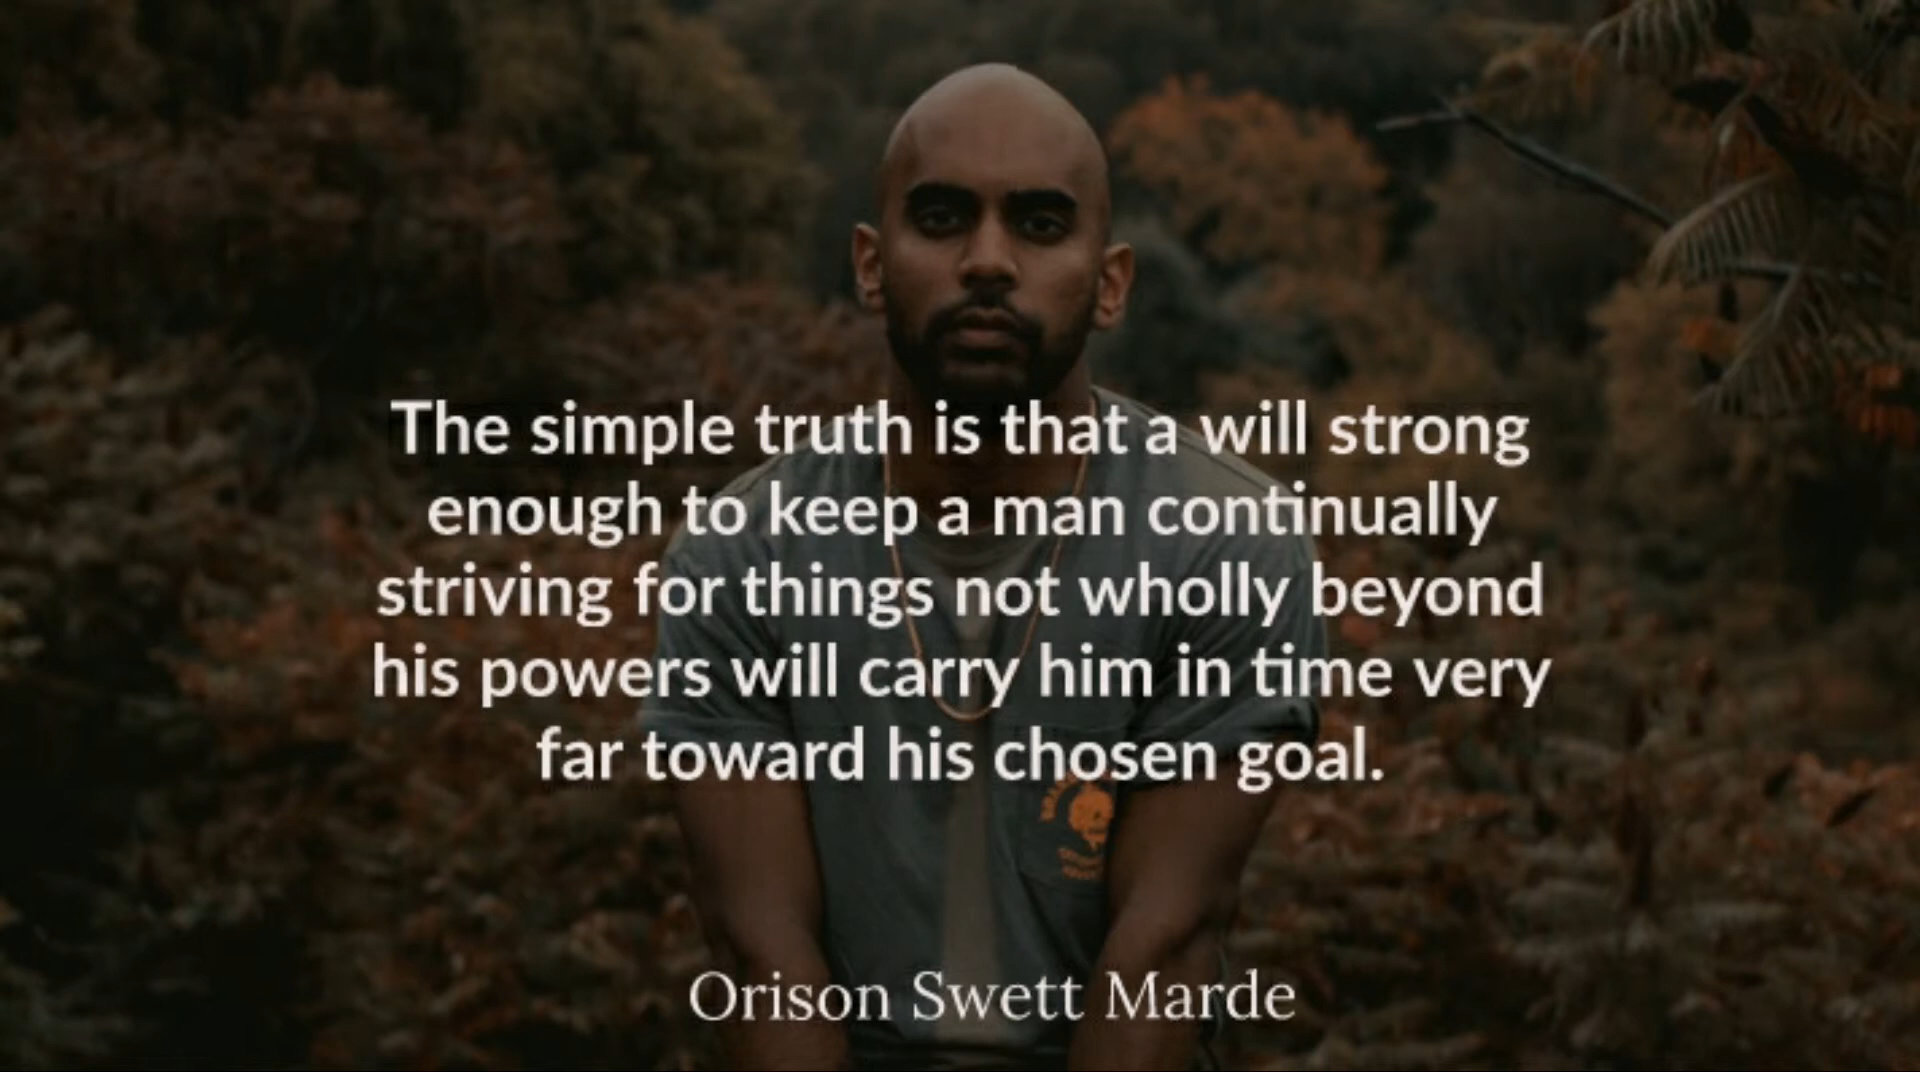 The simple truth is that a will strong
enough to keep a man continually
striving for things not wholly beyond
his powers will carry him in time very
far toward his chosen goal.
Orison Swett Marde